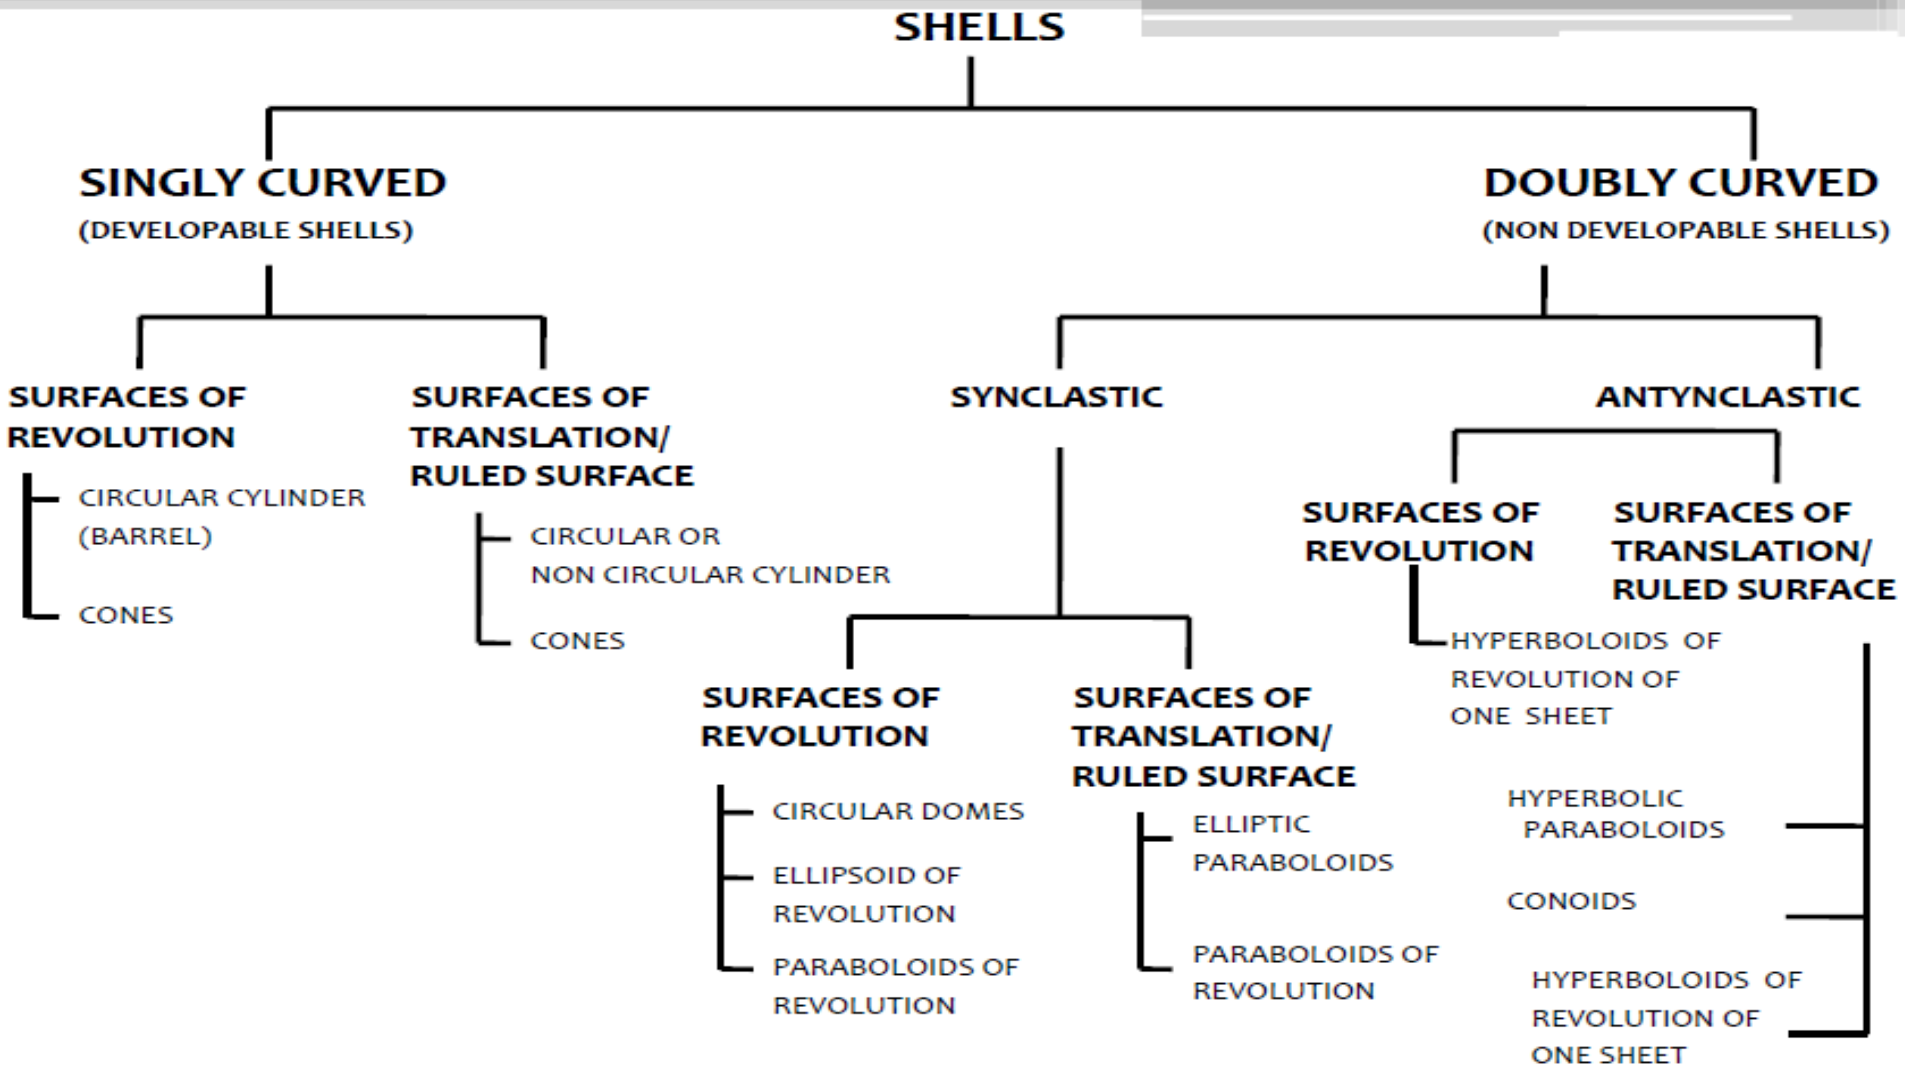 SHELLS
SINGLY CURVED
(DEVELOPABLE SHELLS)
DOUBLY CURVED
(NON DEVELOPABLE SHELLS)
SURFACES OF
REVOLUTION
CIRCULAR CYLINDER
(BARREL)
CONES
SURFACES OF
TRANSLATION/
RULED SURFACE
CIRCULAR OR
NON CIRCULAR CYLINDER
CONES
SYNCLASTIC
SURFACES OF
REVOLUTION
CIRCULAR DOMES
ELLIPSOID OF
REVOLUTION
PARABOLOIDS OF
REVOLUTION
SURFACES OF
TRANSLATION/
RULED SURFACE
ELLIPTIC
PARABOLOIDS
PARABOLOIDS OF
REVOLUTION
ANTYNCLASTIC
SURFACES OF
REVOLUTION
HYPERBOLOIDS OF
REVOLUTION OF
ONE SHEET
SURFACES OF
TRANSLATION/
RULED SURFACE
HYPERBOLIC
PARABOLOIDS
CONOIDS
HYPERBOLOIDS OF
REVOLUTION OF
ONE SHEET